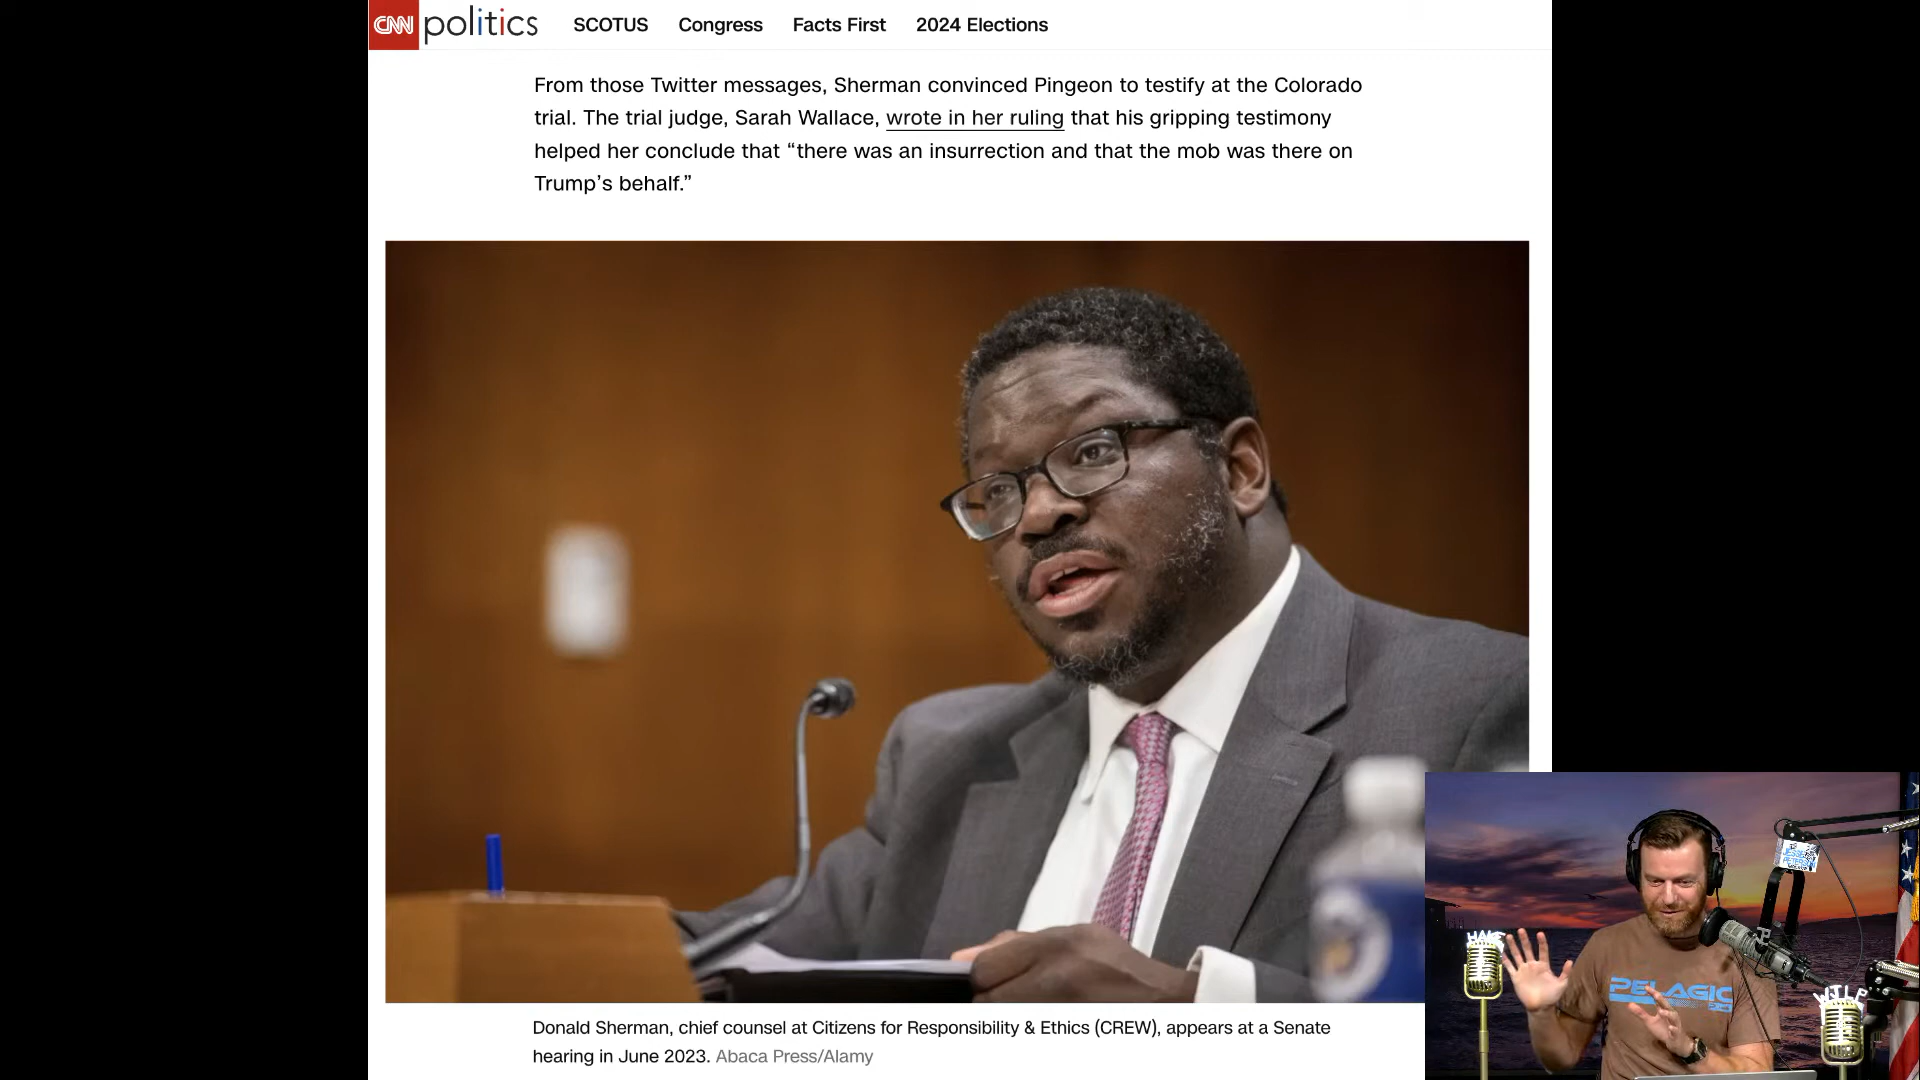 CNN politics SCOTUS Congress Facts First 2024 Elections
From those Twitter messages, Sherman convinced Pingeon to testify at the Colorado
trial. The trial judge, Sarah Wallace, wrote in her ruling that his gripping testimony
helped her conclude that “there was an insurrection and that the mob was there on
Trump’s behalf.”
Donald Sherman, chief counsel at Citizens for Responsibility & Ethics (CREW), appears at a Senate
hearing in June 2023. Abaca Press/Alamy
JESSE
HAKE
PELAGIC
WTLP